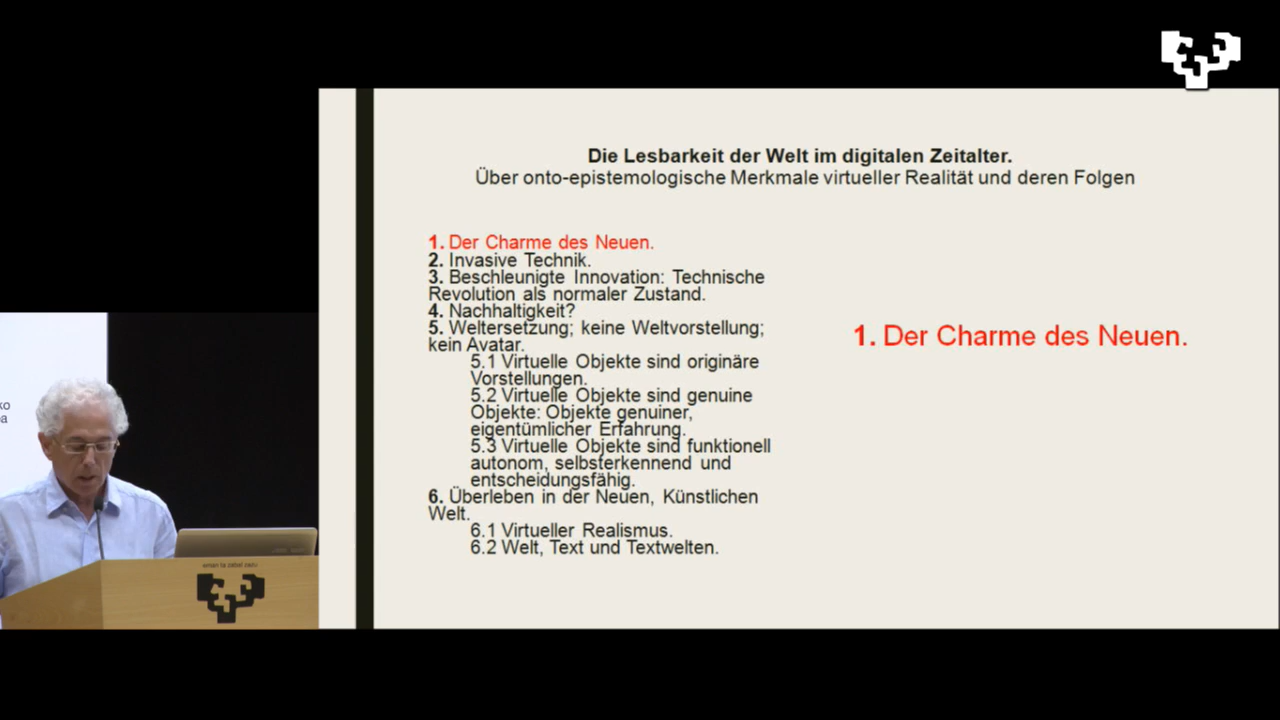 Die Lesbarkeit der Welt im digitalen Zeitalter.
Über onto-epistemologische Merkmale virtueller Realität und deren Folgen
1. Der Charme des Neuen.
2. Invasive Technik.
3. Beschleunigte Innovation: Technische
Revolution als normaler Zustand.
4. Nachhaltigkeit?
5. Weltersetzung; keine Weltvorstellung;
kein Avatar.
5.1 Virtuelle Objekte sind originäre
Vorstellungen.
5.2 Virtuelle Objekte sind genuine
Objekte: Objekte genuiner,
eigentümlicher Erfahrung.
5.3 Virtuelle Objekte sind funktionell
autonom, selbsterkennend und
entscheidungsfähig.
6. Überleben in der Neuen, Künstlichen
Welt.
6.1 Virtueller Realismus.
6.2 Welt, Text und Textwelten.
1. Der Charme des Neuen.
eman ta zabal zazu